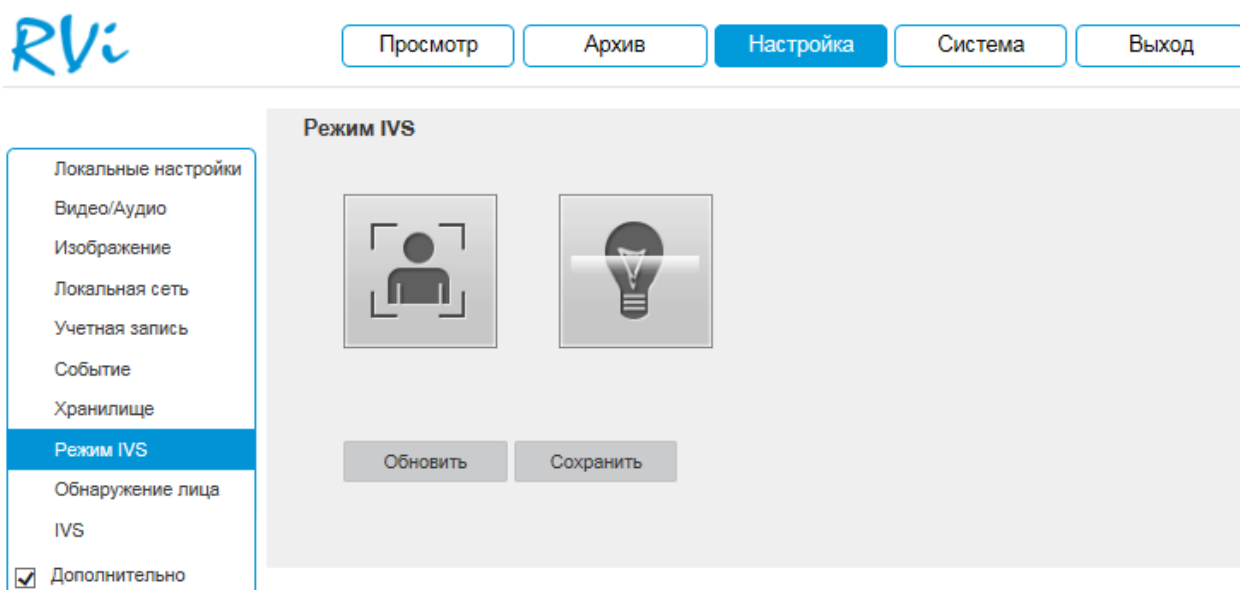 RVi
Просмотр Архив Настройка Система Выход
Режим IVS
Локальные настройки
Видео/Аудио
Изображение
Локальная сеть
Учетная запись
Событие
Хранилище
Режим IVS
Обнаружение лица
IVS
Дополнительно
Обновить Сохранить